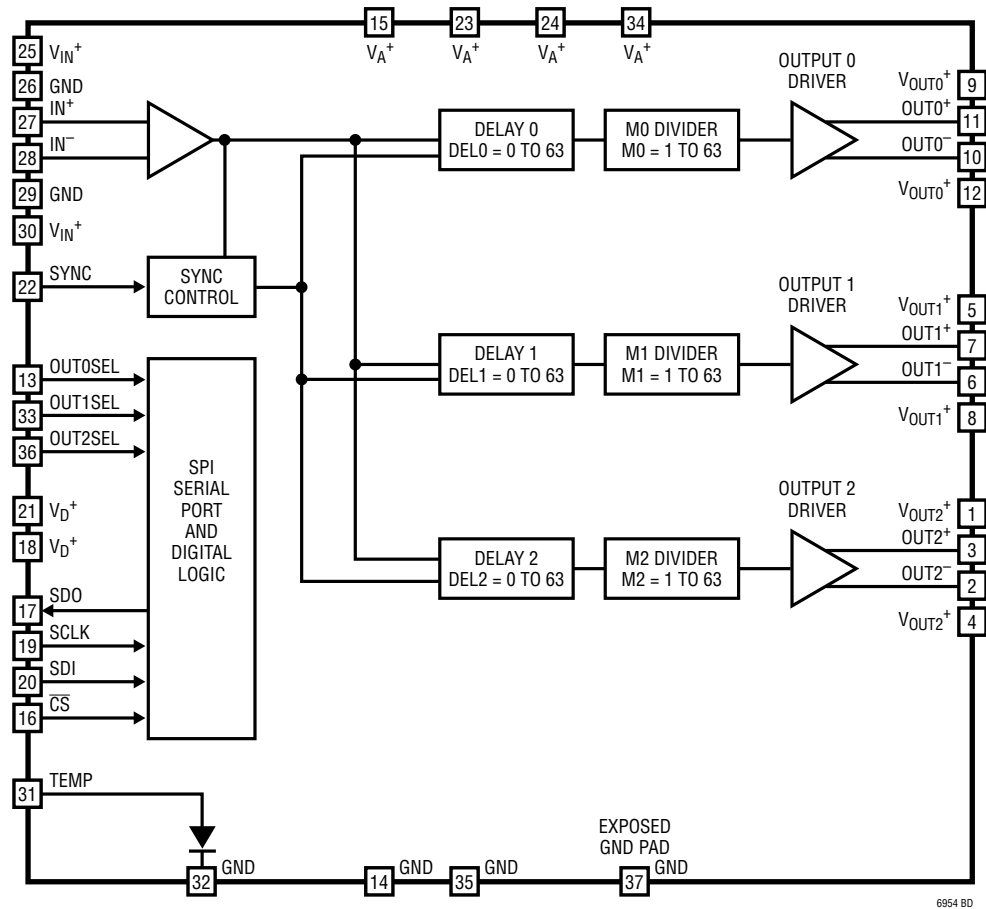 15 23 24 34
V_A^+ V_A^+ V_A^+ V_A^+
25 V_IN^+
26 GND
27 IN^+
28 IN^–
29 GND
30 V_IN^+
22 SYNC
SYNC
CONTROL
13 OUT0SEL
33 OUT1SEL
36 OUT2SEL
21 V_D^+
18 V_D^+
17 SDO
19 SCLK
20 SDI
16 C̅S̅
SPI
SERIAL
PORT
AND
DIGITAL
LOGIC
31 TEMP
DELAY 0
DEL0 = 0 TO 63
M0 DIVIDER
M0 = 1 TO 63
OUTPUT 0
DRIVER
V_OUT0^+ 9
OUT0^+ 11
OUT0^– 10
V_OUT0^+ 12
DELAY 1
DEL1 = 0 TO 63
M1 DIVIDER
M1 = 1 TO 63
OUTPUT 1
DRIVER
V_OUT1^+ 5
OUT1^+ 7
OUT1^– 6
V_OUT1^+ 8
DELAY 2
DEL2 = 0 TO 63
M2 DIVIDER
M2 = 1 TO 63
OUTPUT 2
DRIVER
V_OUT2^+ 1
OUT2^+ 3
OUT2^– 2
V_OUT2^+ 4
EXPOSED
GND PAD
32 GND 14 GND 35 GND 37 GND
6954 BD